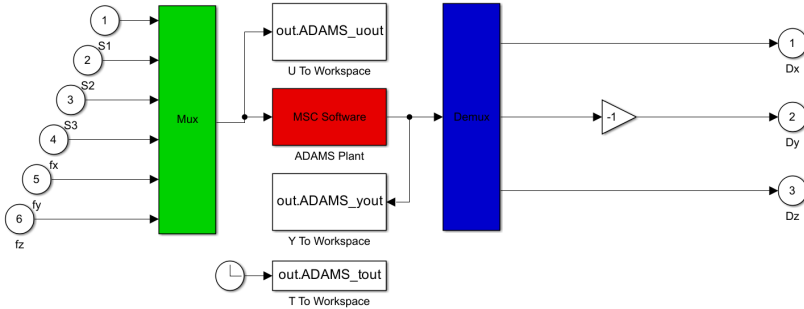 1
S1
2
S2
3
S3
4
fx
5
fy
6
fz
Mux
out.ADAMS_uout
U To Workspace
MSC Software
ADAMS Plant
out.ADAMS_yout
Y To Workspace
out.ADAMS_tout
T To Workspace
Demux
-1
1
Dx
2
Dy
3
Dz